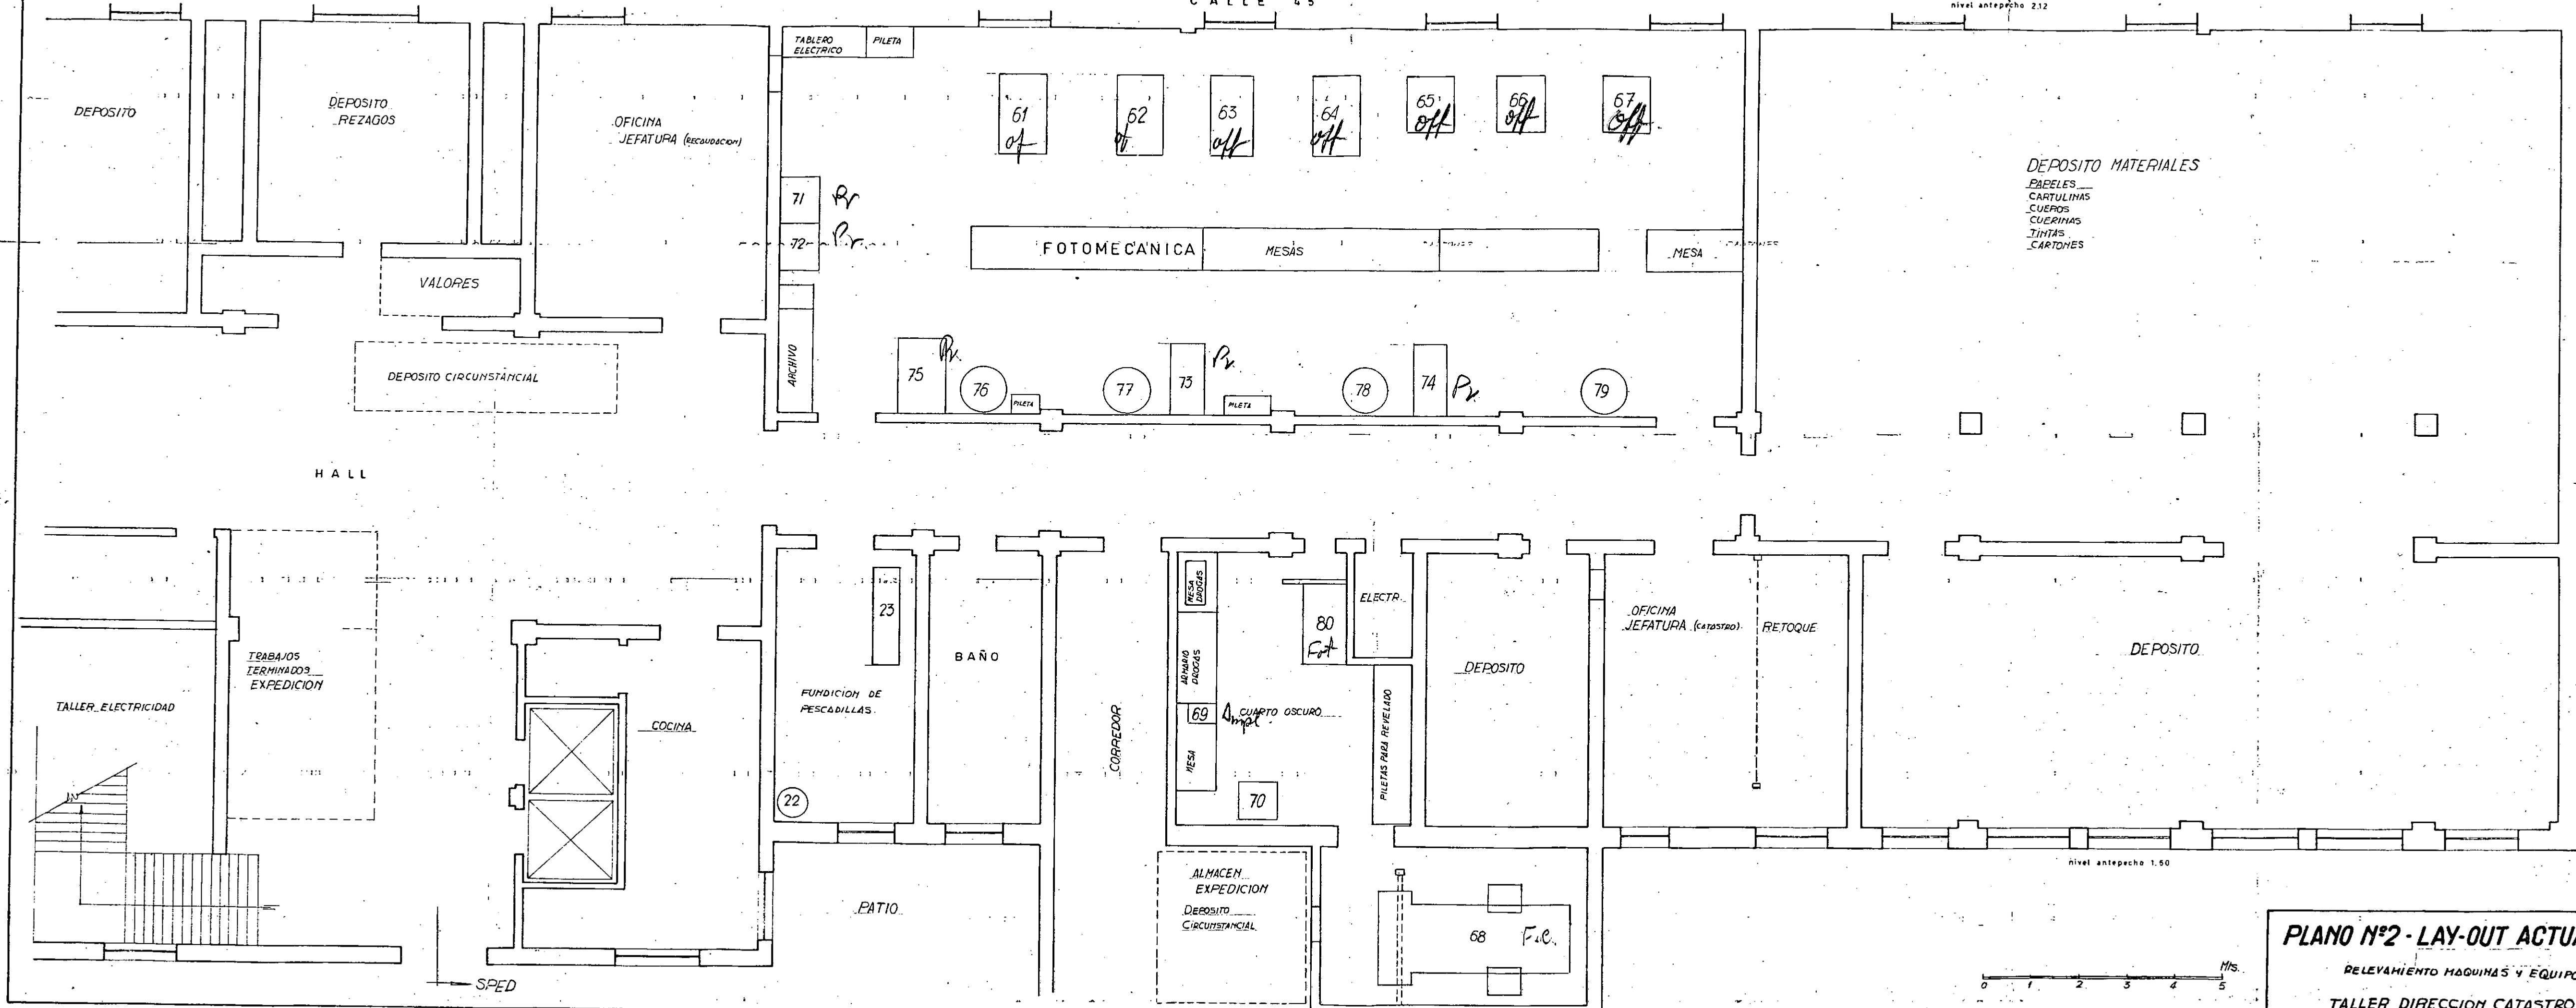 CALLE 45
nivel antepecho 2.12
TABLERO
ELECTRICO
PILETA
DEPOSITO
DEPOSITO
REZAGOS
OFICINA
JEFATURA (RECAUDACION)
61
of
62
of
63
off
64
off
65
off
66
off
67
off
DEPOSITO MATERIALES
PAPELES
CARTULINAS
CUEROS
CUERINAS
TINTAS
CARTONES
71 Pr
72 Pr.
FOTOMECANICA
MESAS
MESA
VALORES
DEPOSITO CIRCUNSTANCIAL
ARCHIVO
75
Pr.
76
PILETA
77
73
Pr.
PILETA
78
74
Pr.
79
HALL
23
MESA
DROGAS
ELECTR.
80
Fot
ARMARIO
DROGAS
OFICINA
JEFATURA (CATASTRO)
RETOQUE
DEPOSITO
DEPOSITO
TRABAJOS
TERMINADOS
EXPEDICION
BAÑO
FUNDICION DE
PESCADILLAS
TALLER ELECTRICIDAD
COCINA
CORREDOR
69
Ampl.
CUARTO OSCURO
MESA
PILETAS PARA REVELADO
22
70
nivel antepecho 1.50
ALMACEN
EXPEDICION
DEPOSITO
CIRCUNSTANCIAL
PATIO
68
F.C.
SPED
Mts.
0 1 2 3 4 5
PLANO Nº2 - LAY-OUT ACTUA
RELEVAMIENTO MAQUINAS Y EQUIPO
TALLER DIRECCION CATASTRO